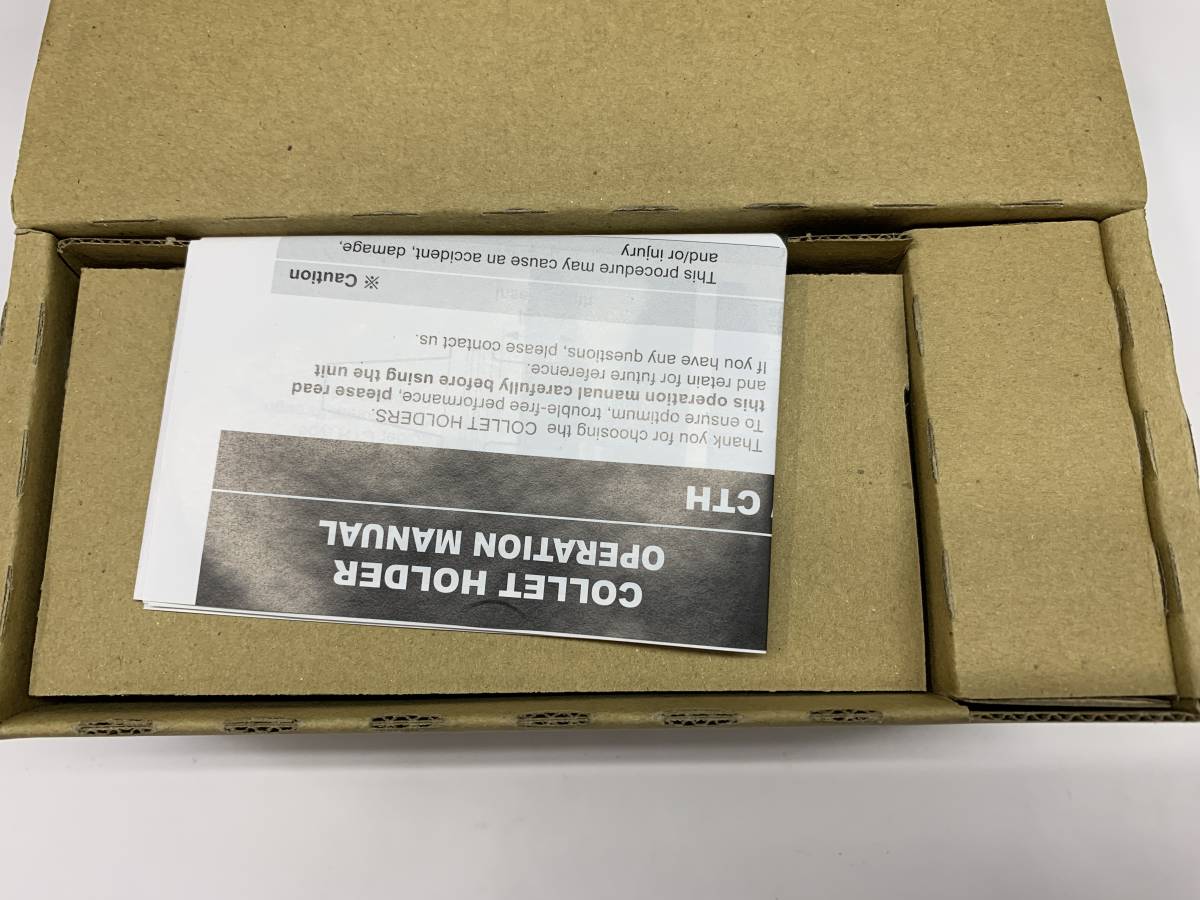 COLLET HOLDER
OPERATION MANUAL
CTH
Thank you for choosing the COLLET HOLDERS.
To ensure optimum, trouble-free performance, please read
this operation manual carefully before using the unit
and retain for future reference.
If you have any questions, please contact us.
※ Caution
This procedure may cause an accident, damage,
and/or injury